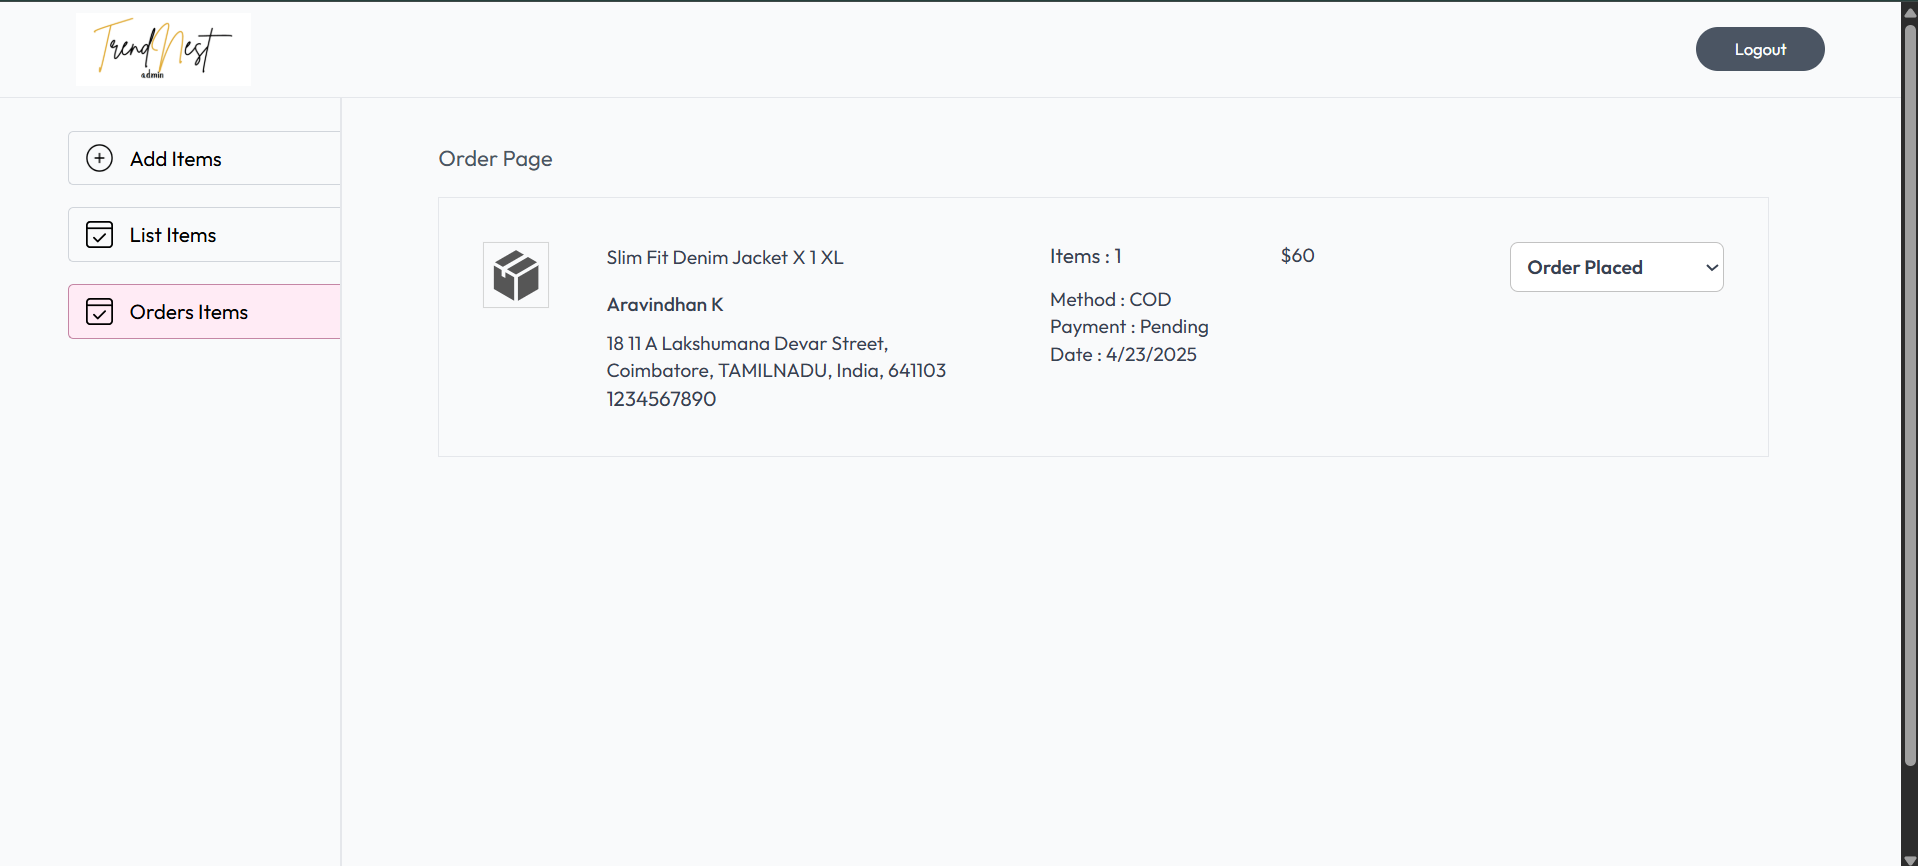 TrendNest
admin
Logout
Add Items
List Items
Orders Items
Order Page
Slim Fit Denim Jacket X 1 XL
Aravindhan K
18 11 A Lakshumana Devar Street,
Coimbatore, TAMILNADU, India, 641103
1234567890
Items : 1
Method : COD
Payment : Pending
Date : 4/23/2025
$60
Order Placed